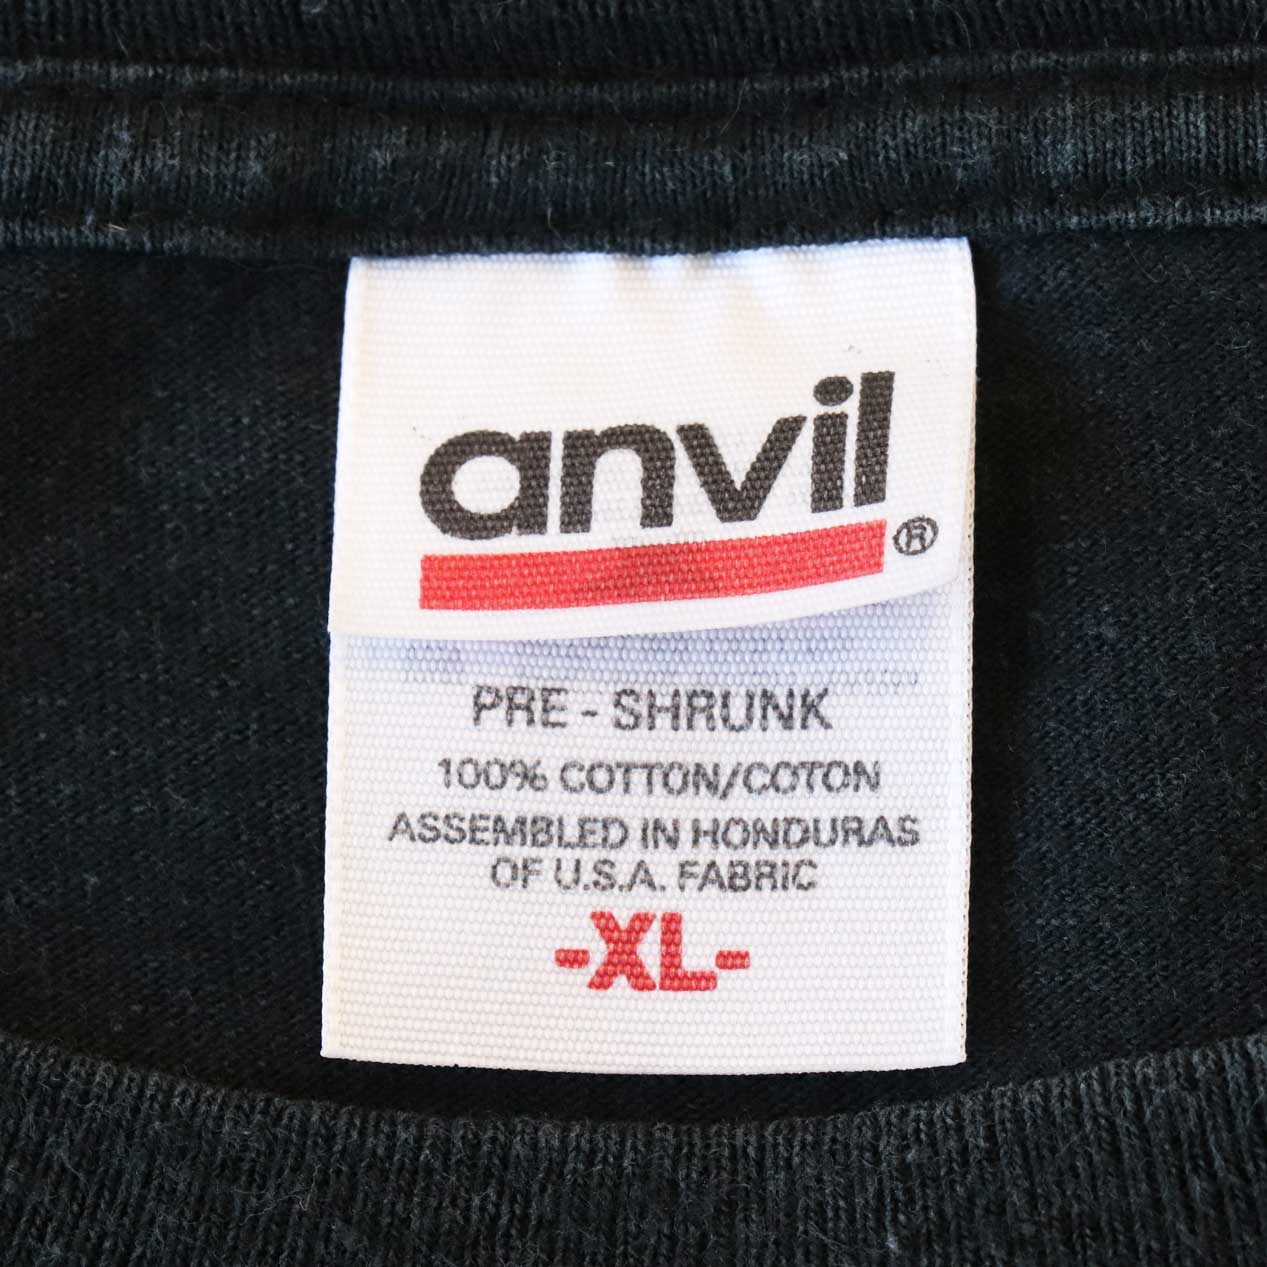 anvil®
PRE - SHRUNK
100% COTTON/COTON
ASSEMBLED IN HONDURAS
OF U.S.A. FABRIC
-XL-